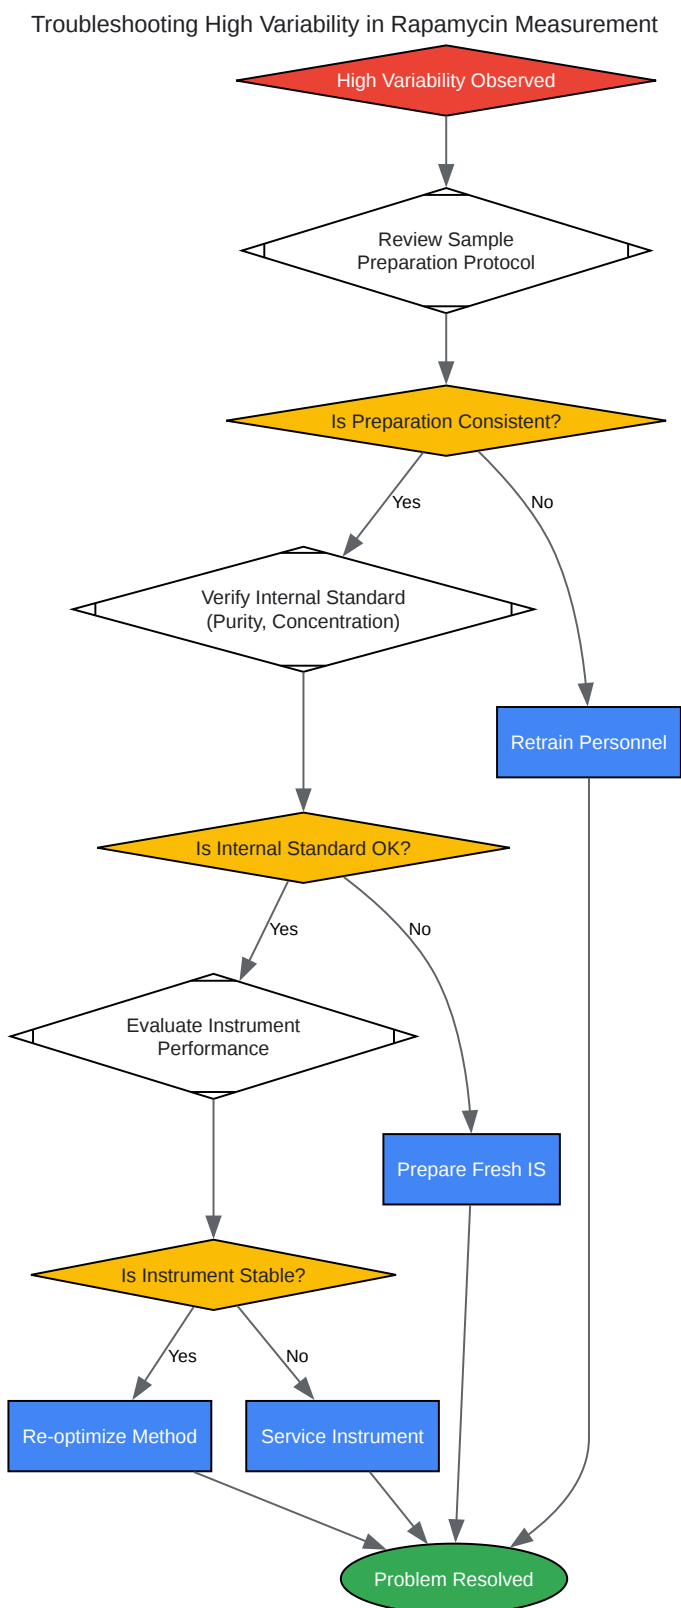 Troubleshooting High Variability in Rapamycin Measurement
High Variability Observed
Review Sample
Preparation Protocol
Is Preparation Consistent?
Yes
No
Verify Internal Standard
(Purity, Concentration)
Retrain Personnel
Is Internal Standard OK?
Yes
No
Evaluate Instrument
Performance
Prepare Fresh IS
Is Instrument Stable?
Yes
No
Re-optimize Method
Service Instrument
Problem Resolved